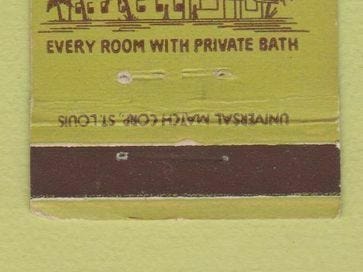 EVERY ROOM WITH PRIVATE BATH
UNIVERSAL MATCH CORP., ST. LOUIS